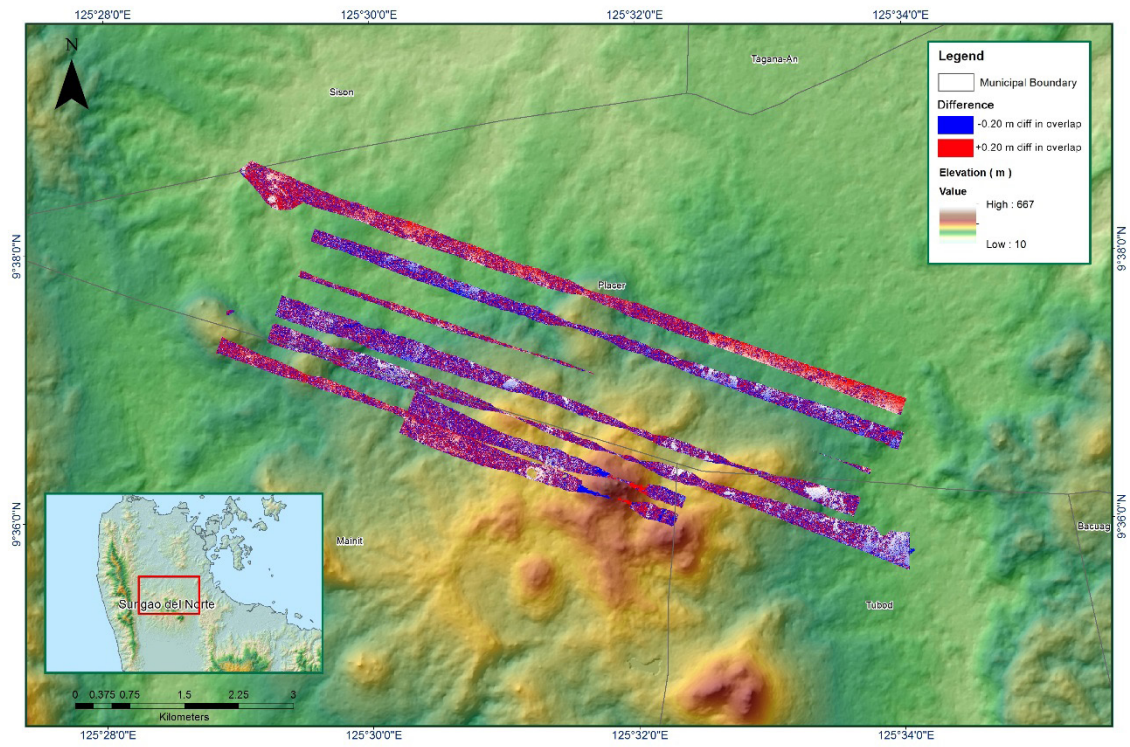 125°28'0"E 125°30'0"E 125°32'0"E 125°34'0"E
N
Tagana-An
Sison
Legend
Municipal Boundary
Difference
-0.20 m diff in overlap
+0.20 m diff in overlap
Elevation ( m )
Value
High : 667
Low : 10
9°38'0"N 9°38'0"N
Placer
9°36'0"N 9°36'0"N
Bacuag
Mainit
Surigao del Norte
Tubod
0 0.375 0.75 1.5 2.25 3
Kilometers
125°28'0"E 125°30'0"E 125°32'0"E 125°34'0"E